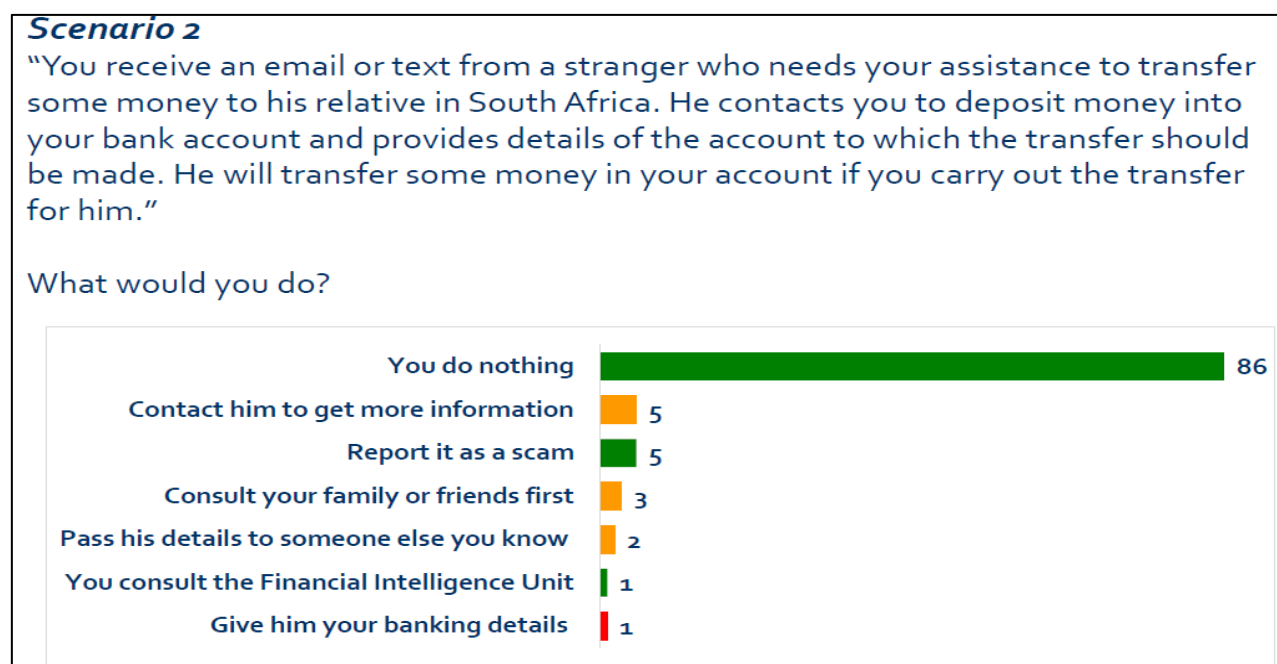 Scenario 2
“You receive an email or text from a stranger who needs your assistance to transfer
some money to his relative in South Africa. He contacts you to deposit money into
your bank account and provides details of the account to which the transfer should
be made. He will transfer some money in your account if you carry out the transfer
for him.”
What would you do?
You do nothing 86
Contact him to get more information 5
Report it as a scam 5
Consult your family or friends first 3
Pass his details to someone else you know 2
You consult the Financial Intelligence Unit 1
Give him your banking details 1